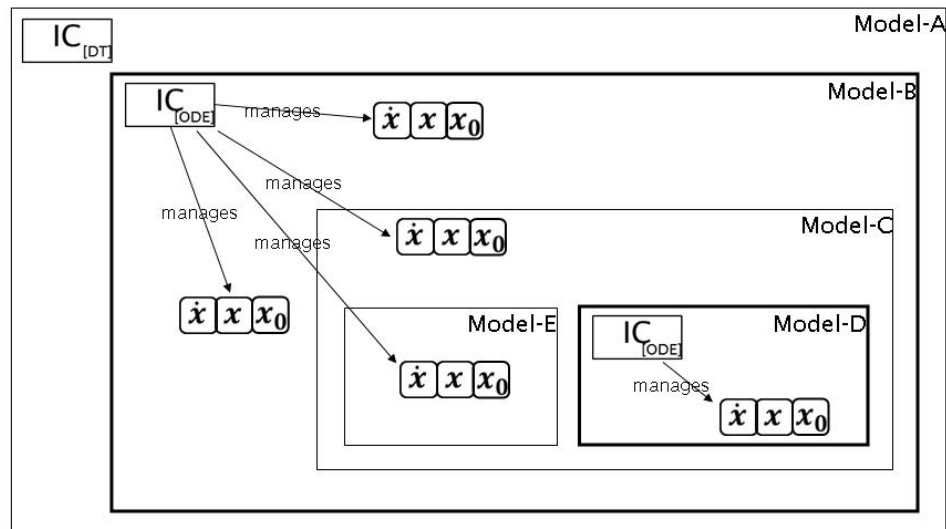 Model-A
IC[DT]
Model-B
IC[ODE]
manages
ẋ x x₀
manages
Model-C
manages
ẋ x x₀
manages
ẋ x x₀
Model-E
Model-D
IC[ODE]
ẋ x x₀
manages
ẋ x x₀